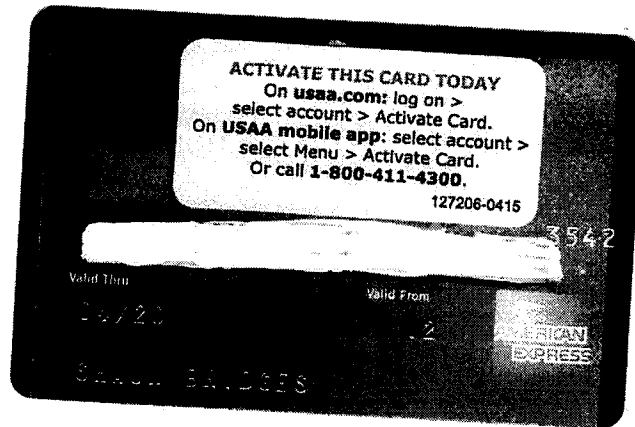 ACTIVATE THIS CARD TODAY
On usaa.com: log on >
select account > Activate Card.
On USAA mobile app: select account >
select Menu > Activate Card.
Or call 1-800-411-4300.
127206-0415
3542
Valid Thru
Valid From
AMERICAN
EXPRESS
BRIDGES